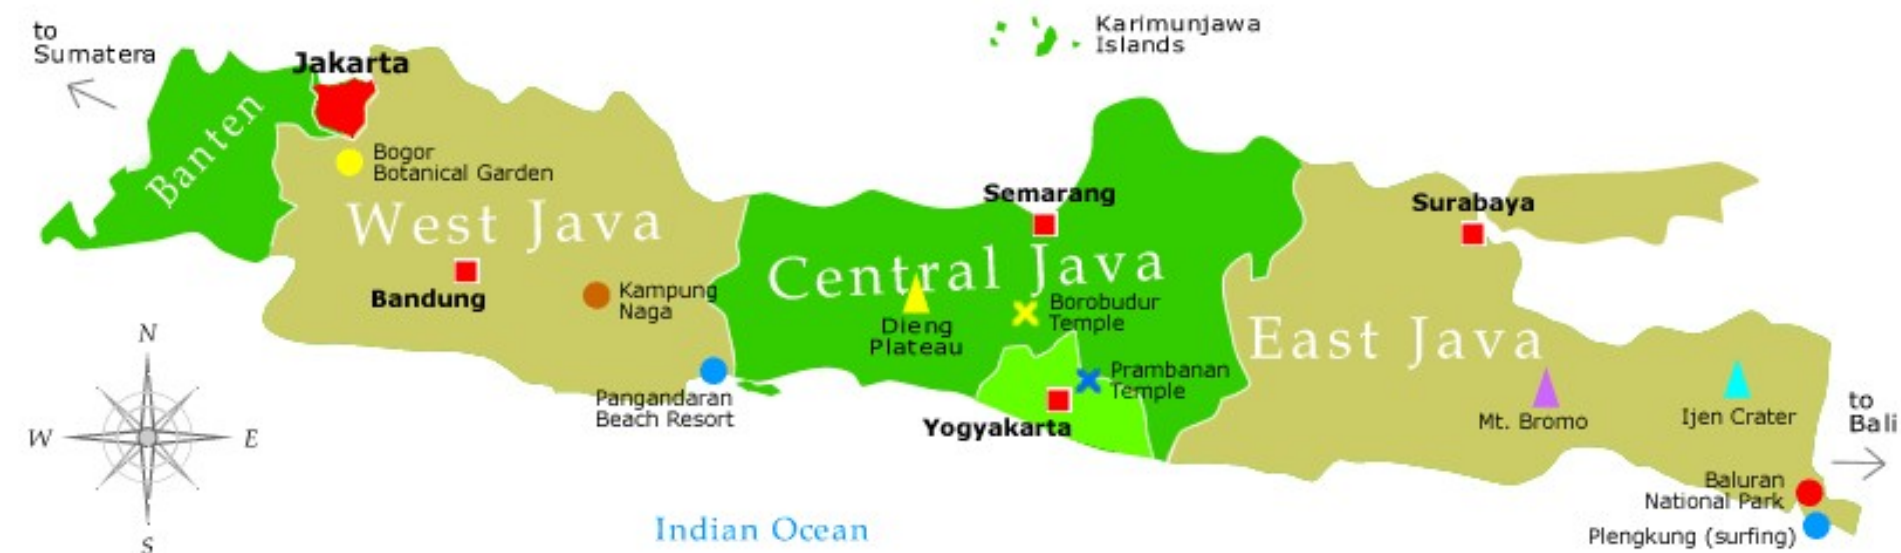 to
Sumatera
Jakarta
Karimunjawa
Islands
Banten
Bogor
Botanical Garden
West Java
Bandung
Kampung
Naga
Pangandaran
Beach Resort
Semarang
Central Java
Dieng
Plateau
Borobudur
Temple
Prambanan
Temple
Yogyakarta
Surabaya
East Java
Mt. Bromo
Ijen Crater
to
Bali
Baluran
National Park
Plengkung (surfing)
N
W
E
S
Indian Ocean